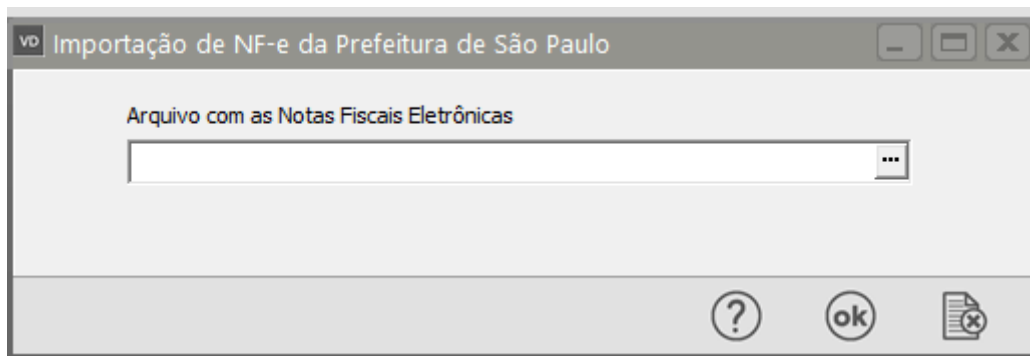 VD Importação de NF-e da Prefeitura de São Paulo
Arquivo com as Notas Fiscais Eletrônicas
...
? ok